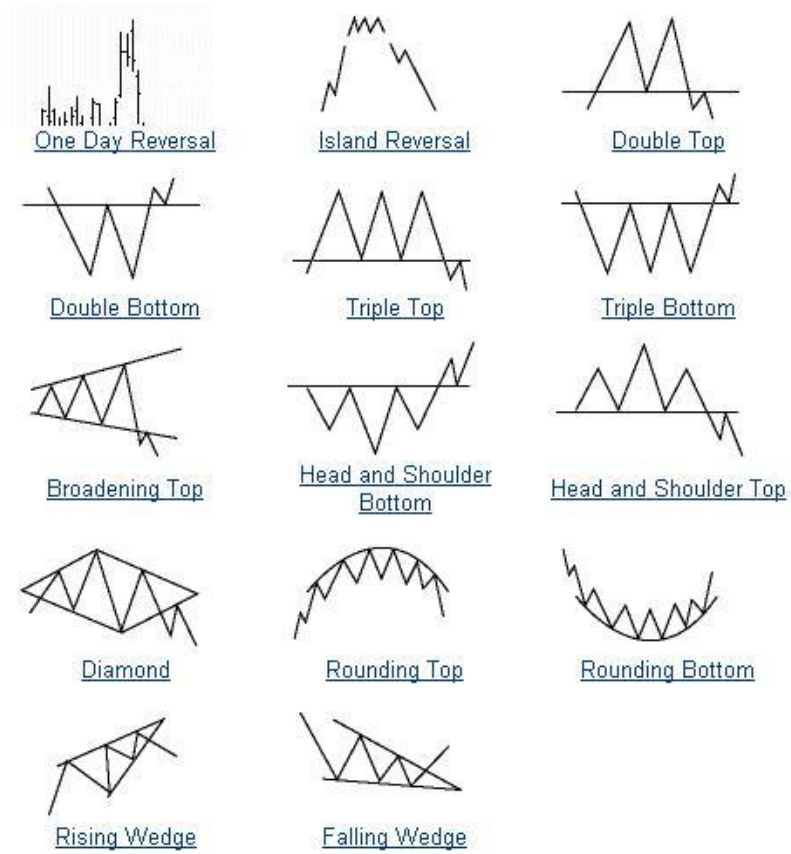 One Day Reversal
Island Reversal
Double Top
Double Bottom
Triple Top
Triple Bottom
Broadening Top
Head and Shoulder
Bottom
Head and Shoulder Top
Diamond
Rounding Top
Rounding Bottom
Rising Wedge
Falling Wedge